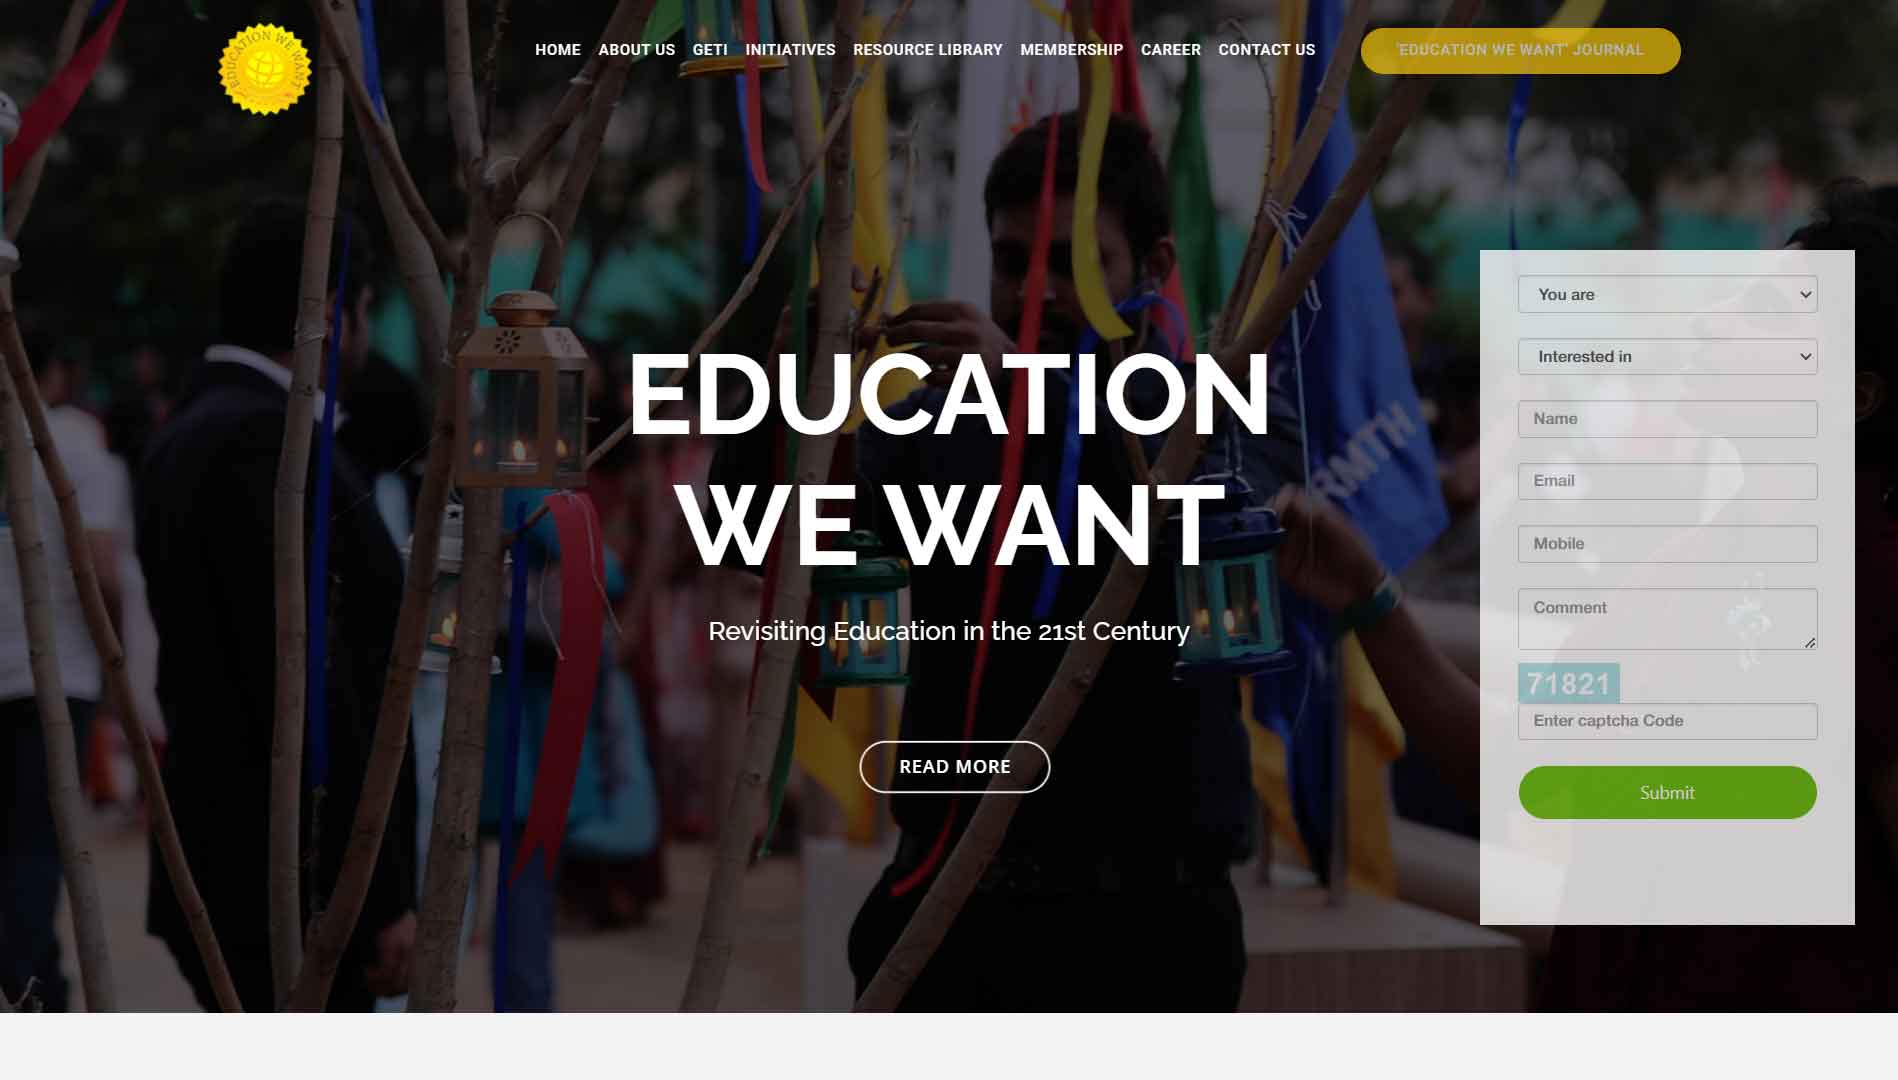 EDUCATION WE WANT
HOME ABOUT US GETI INITIATIVES RESOURCE LIBRARY MEMBERSHIP CAREER CONTACT US
'EDUCATION WE WANT' JOURNAL
EDUCATION
WE WANT
Revisiting Education in the 21st Century
READ MORE
RMTH
You are
Interested in
Name
Email
Mobile
Comment
71821
Enter captcha Code
Submit